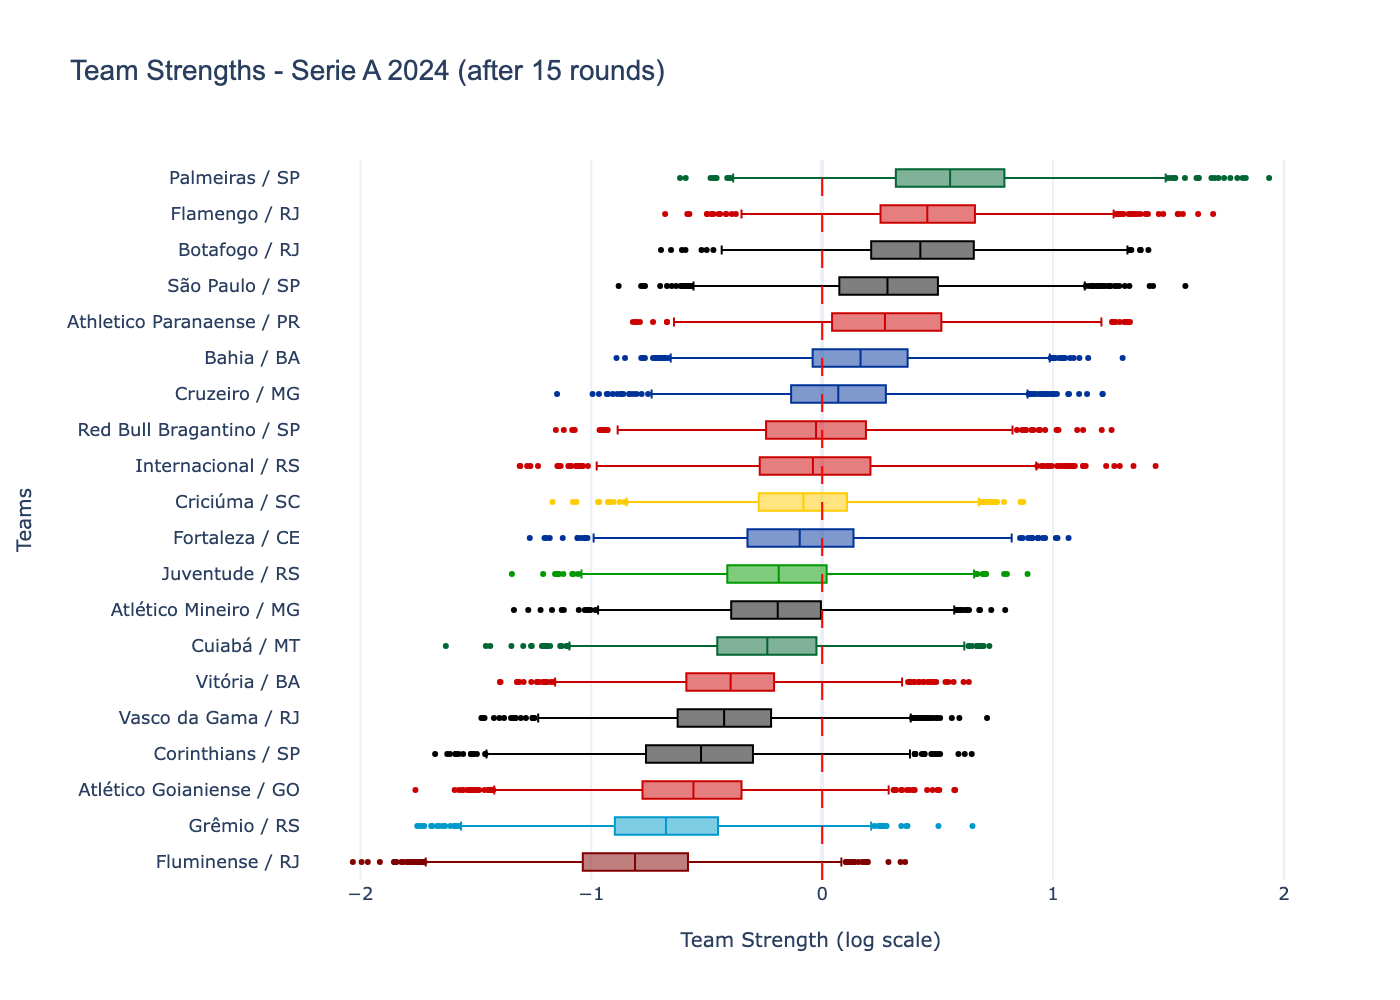 Team Strengths - Serie A 2024 (after 15 rounds)
Palmeiras / SP
Flamengo / RJ
Botafogo / RJ
São Paulo / SP
Athletico Paranaense / PR
Bahia / BA
Cruzeiro / MG
Red Bull Bragantino / SP
Internacional / RS
Criciúma / SC
Fortaleza / CE
Juventude / RS
Atlético Mineiro / MG
Cuiabá / MT
Vitória / BA
Vasco da Gama / RJ
Corinthians / SP
Atlético Goianiense / GO
Grêmio / RS
Fluminense / RJ
Teams
−2 −1 0 1 2
Team Strength (log scale)